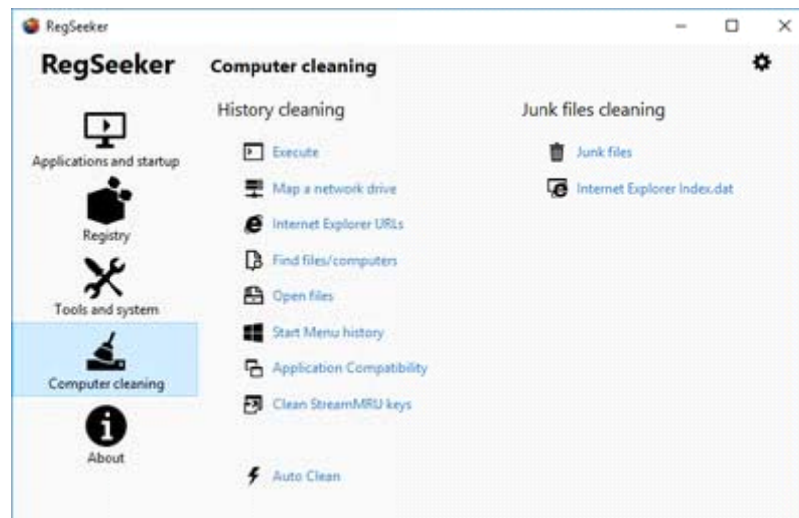 RegSeeker
RegSeeker
Applications and startup
Registry
Tools and system
Computer cleaning
About
Computer cleaning
History cleaning
Execute
Map a network drive
Internet Explorer URLs
Find files/computers
Open files
Start Menu history
Application Compatibility
Clean StreamMRU keys
Auto Clean
Junk files cleaning
Junk files
Internet Explorer Index.dat